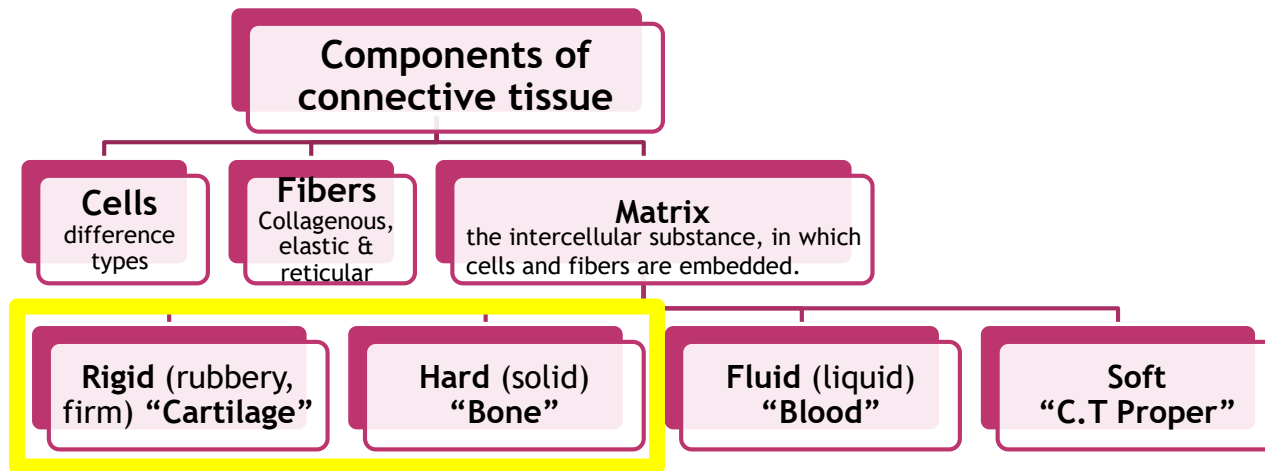 Components of
connective tissue
Cells
difference
types
Fibers
Collagenous,
elastic &
reticular
Matrix
the intercellular substance, in which
cells and fibers are embedded.
Rigid (rubbery,
firm) “Cartilage”
Hard (solid)
“Bone”
Fluid (liquid)
“Blood”
Soft
“C.T Proper”